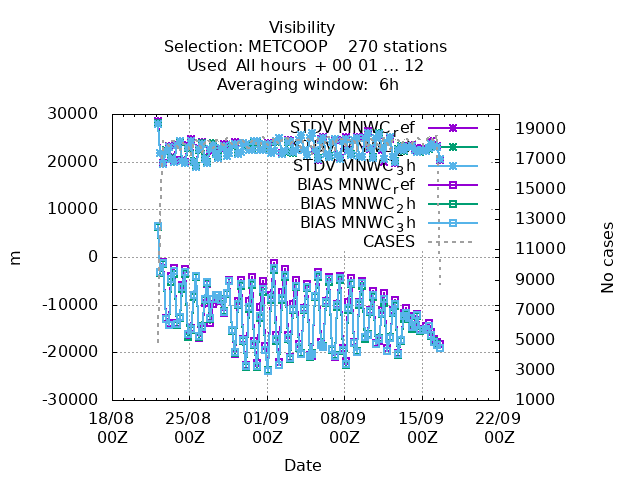 Visibility
Selection: METCOOP 270 stations
Used All hours + 00 01 ... 12
Averaging window: 6h
30000
20000
10000
0
-10000
-20000
-30000
m
19000
17000
15000
13000
11000
9000
7000
5000
3000
1000
No cases
STDV MNWC_ref
STDV MNWC_2h
STDV MNWC_3h
BIAS MNWC_ref
BIAS MNWC_2h
BIAS MNWC_3h
CASES
18/08 25/08 01/09 08/09 15/09 22/09
00Z 00Z 00Z 00Z 00Z 00Z
Date